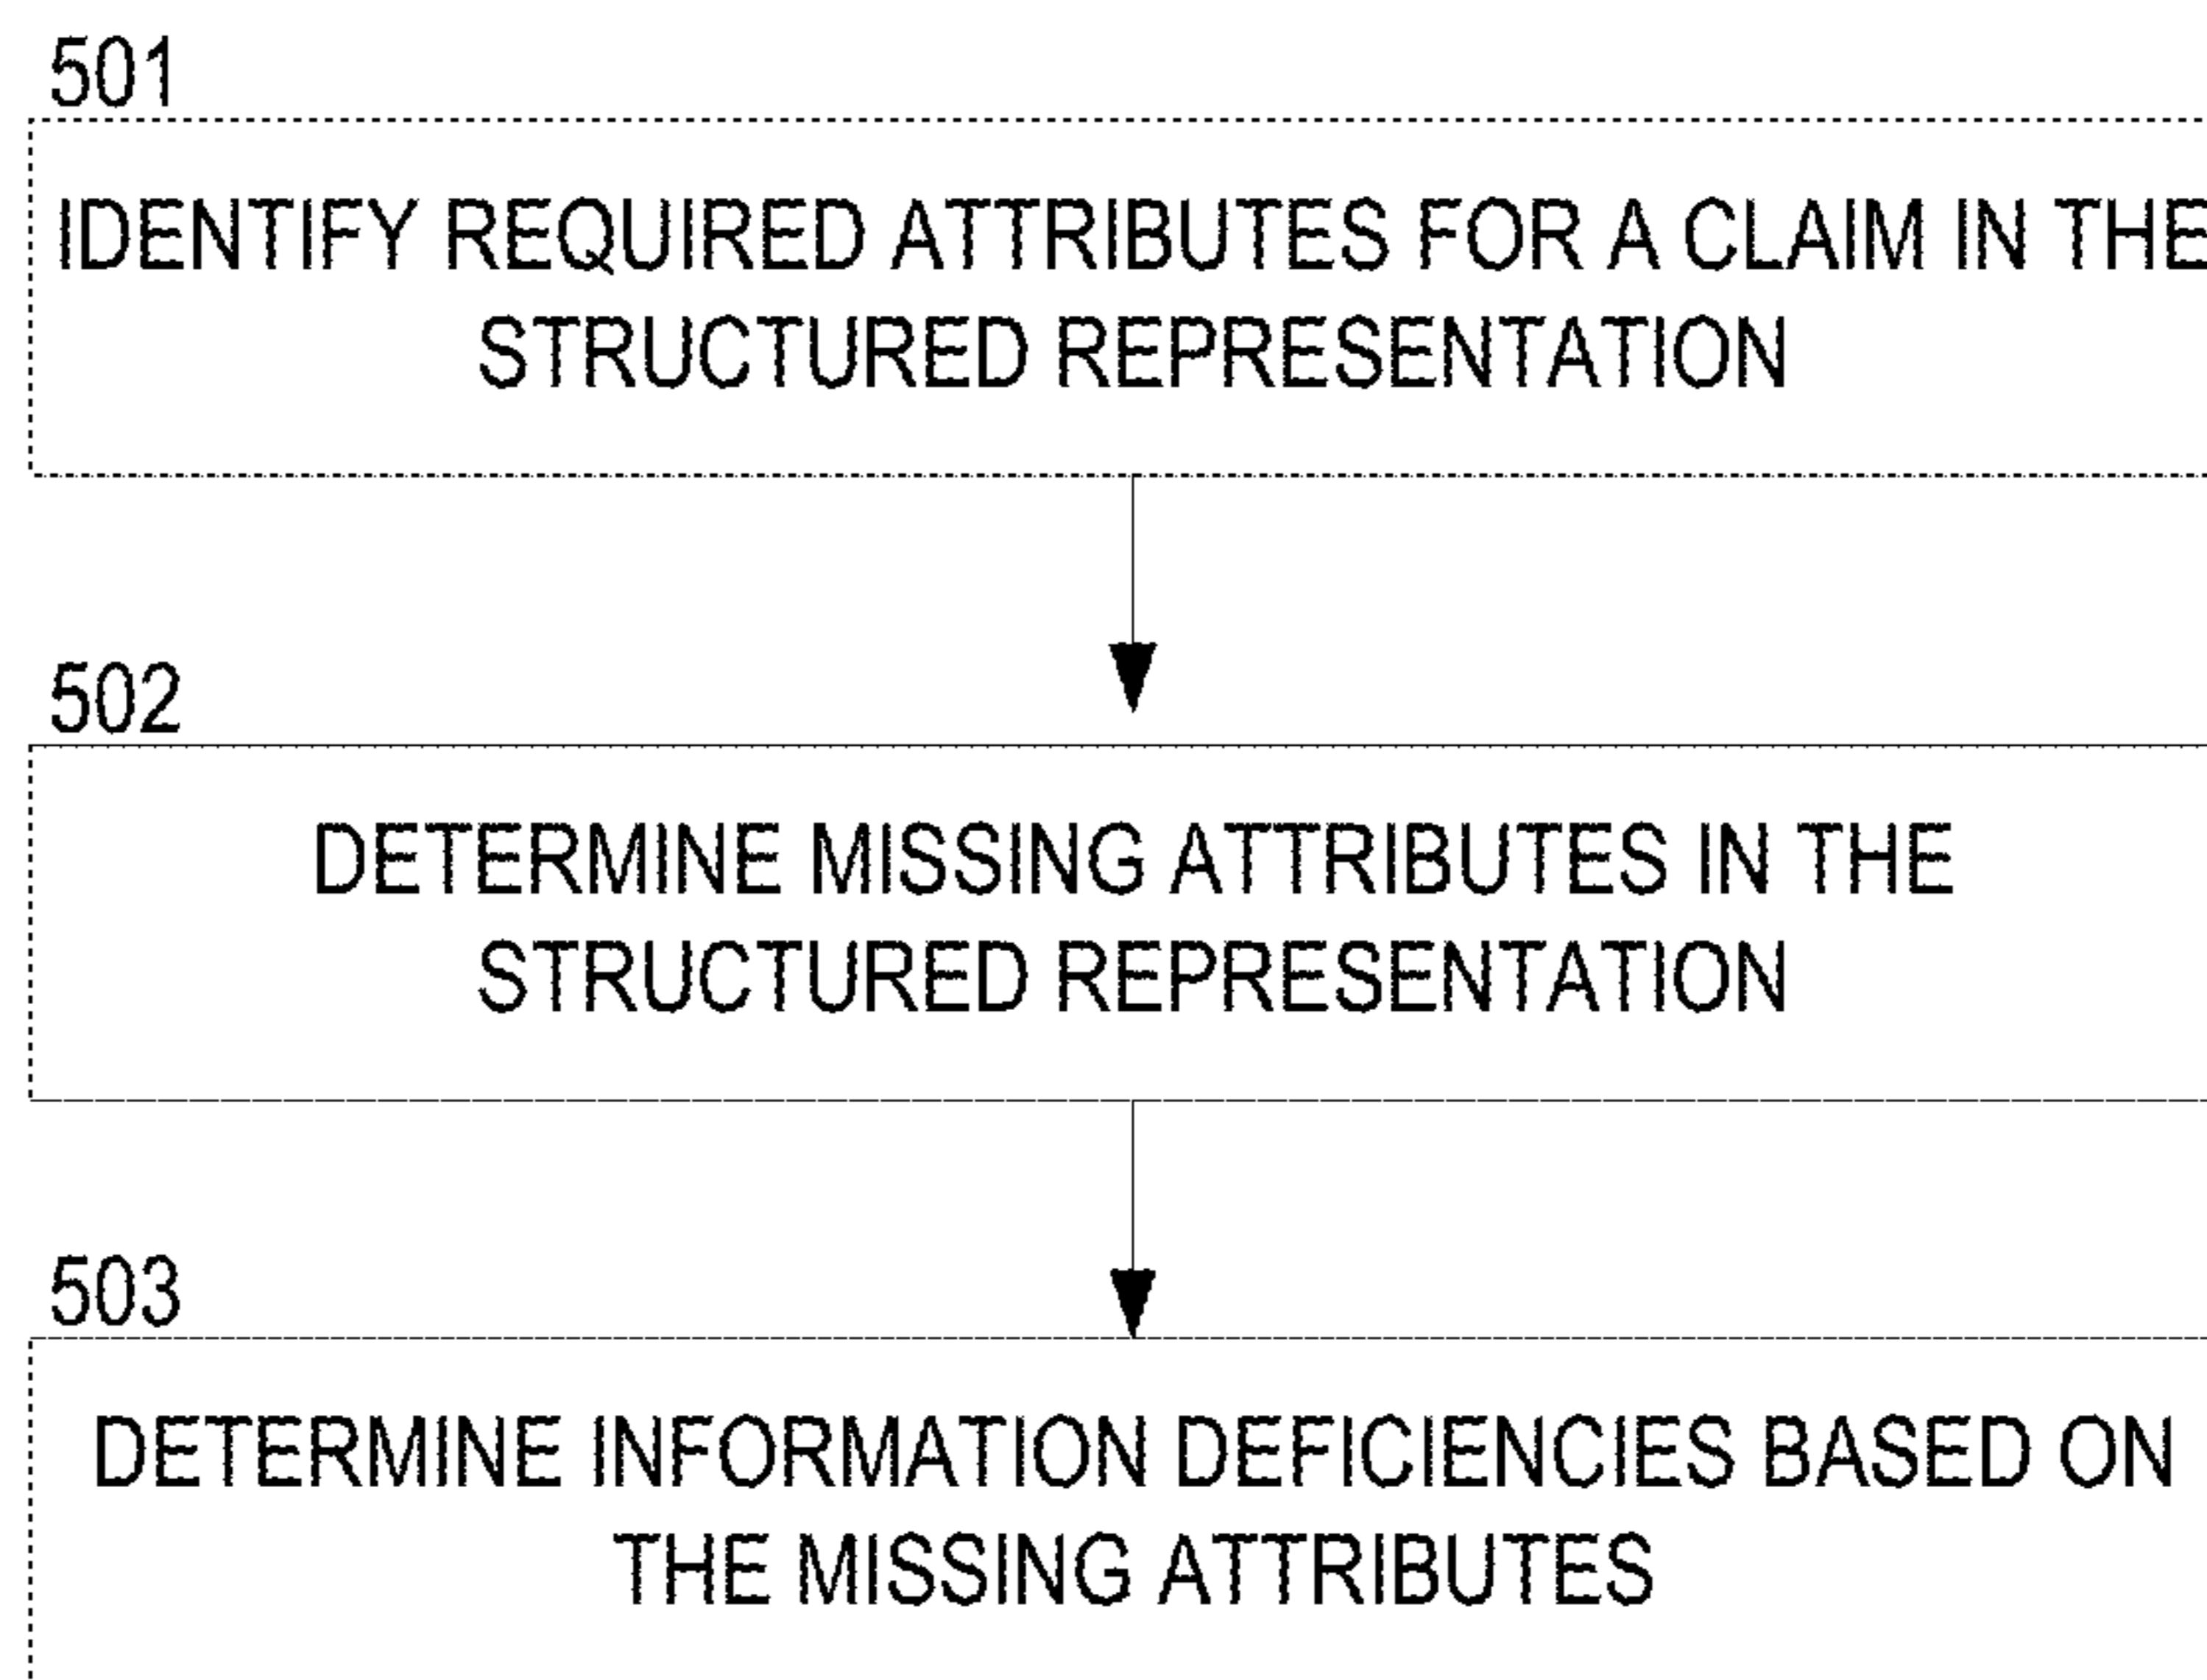 501
IDENTIFY REQUIRED ATTRIBUTES FOR A CLAIM IN THE
STRUCTURED REPRESENTATION
502
DETERMINE MISSING ATTRIBUTES IN THE
STRUCTURED REPRESENTATION
503
DETERMINE INFORMATION DEFICIENCIES BASED ON
THE MISSING ATTRIBUTES